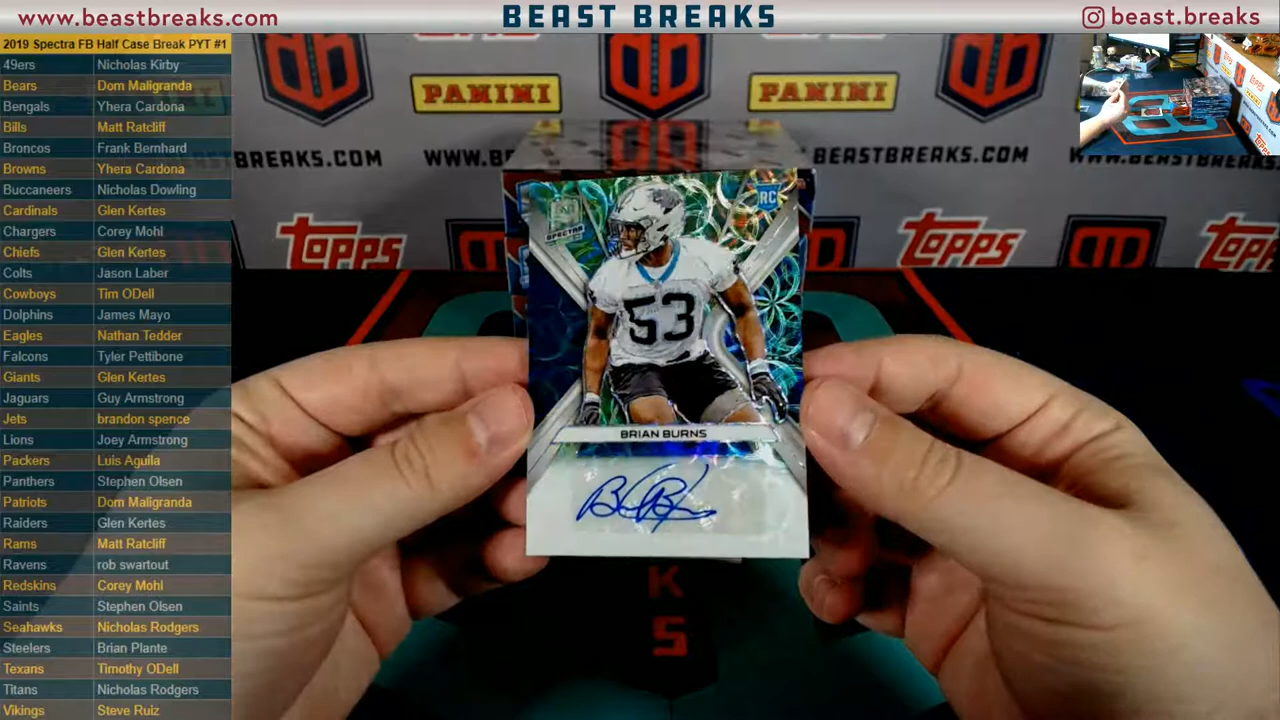 www.beastbreaks.com
BEAST BREAKS
beast.breaks
2019 Spectra FB Half Case Break PYT #1
49ers Nicholas Kirby
Bears Dom Maligranda
Bengals Yhera Cardona
Bills Matt Ratcliff
Broncos Frank Bernhard
Browns Yhera Cardona
Buccaneers Nicholas Dowling
Cardinals Glen Kertes
Chargers Corey Mohl
Chiefs Glen Kertes
Colts Jason Laber
Cowboys Tim ODell
Dolphins James Mayo
Eagles Nathan Tedder
Falcons Tyler Pettibone
Giants Glen Kertes
Jaguars Guy Armstrong
Jets brandon spence
Lions Joey Armstrong
Packers Luis Aguila
Panthers Stephen Olsen
Patriots Dom Maligranda
Raiders Glen Kertes
Rams Matt Ratcliff
Ravens rob swartout
Redskins Corey Mohl
Saints Stephen Olsen
Seahawks Nicholas Rodgers
Steelers Brian Plante
Texans Timothy ODell
Titans Nicholas Rodgers
Vikings Steve Ruiz
PANINI
PANINI
PANINI
BREAKS.COM
WWW.B
BEASTBREAKS.COM
WWW.BEASTBREAKS
topps
topps
topps
SPECTRA
RC
53
BRIAN BURNS
K
S